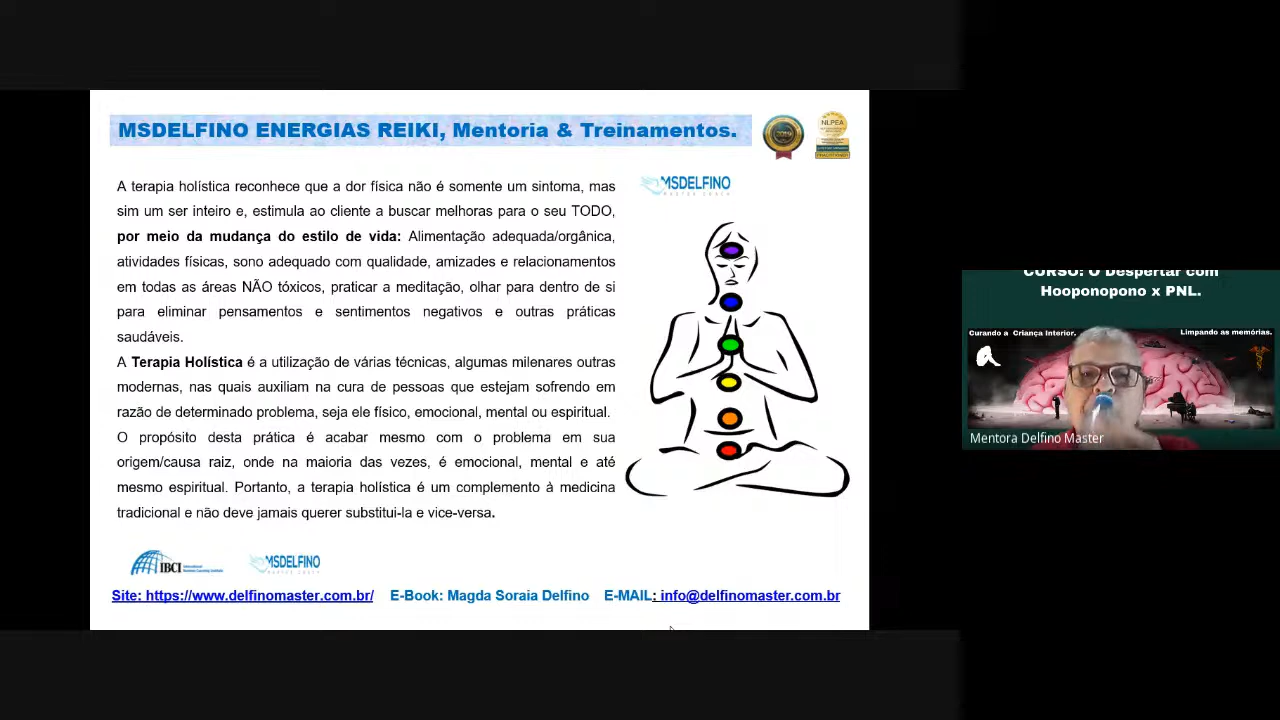 MSDELFINO ENERGIAS REIKI, Mentoria & Treinamentos.
NLPEA
MSDELFINO
MASTER COACH
A terapia holística reconhece que a dor física não é somente um sintoma, mas
sim um ser inteiro e, estimula ao cliente a buscar melhoras para o seu TODO,
por meio da mudança do estilo de vida: Alimentação adequada/orgânica,
atividades físicas, sono adequado com qualidade, amizades e relacionamentos
em todas as áreas NÃO tóxicos, praticar a meditação, olhar para dentro de si
para eliminar pensamentos e sentimentos negativos e outras práticas
saudáveis.
A Terapia Holística é a utilização de várias técnicas, algumas milenares outras
modernas, nas quais auxiliam na cura de pessoas que estejam sofrendo em
razão de determinado problema, seja ele físico, emocional, mental ou espiritual.
O propósito desta prática é acabar mesmo com o problema em sua
origem/causa raiz, onde na maioria das vezes, é emocional, mental e até
mesmo espiritual. Portanto, a terapia holística é um complemento à medicina
tradicional e não deve jamais querer substitui-la e vice-versa.
IBCI
MSDELFINO
Site: https://www.delfinomaster.com.br/ E-Book: Magda Soraia Delfino E-MAIL: info@delfinomaster.com.br
CURSO: O Despertar com
Hooponopono x PNL.
Curando a Criança Interior.
Limpando as memórias.
Mentora Delfino Master